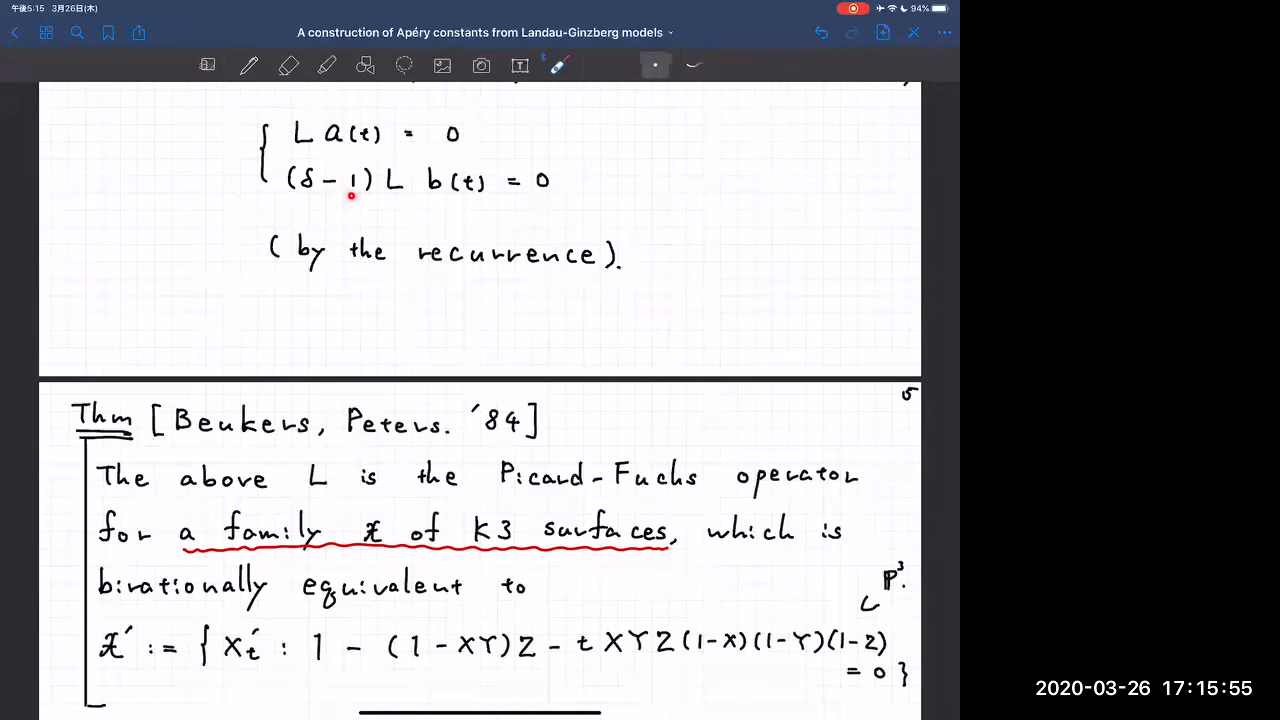 午後5:15 3月26日(木)
94%
A construction of Apéry constants from Landau-Ginzberg models
{ L a(t) = 0
(δ - 1) L b(t) = 0
( by the recurrence ).
5
Thm [ Beukers, Peters. '84 ]
The above L is the Picard-Fuchs operator
for a family 𝒳 of K3 surfaces, which is
birationally equivalent to
ℙ³.
𝒳' := { X'_t : 1 - (1-XY)Z - t XYZ(1-X)(1-Y)(1-Z)
= 0 }
2020-03-26 17:15:55